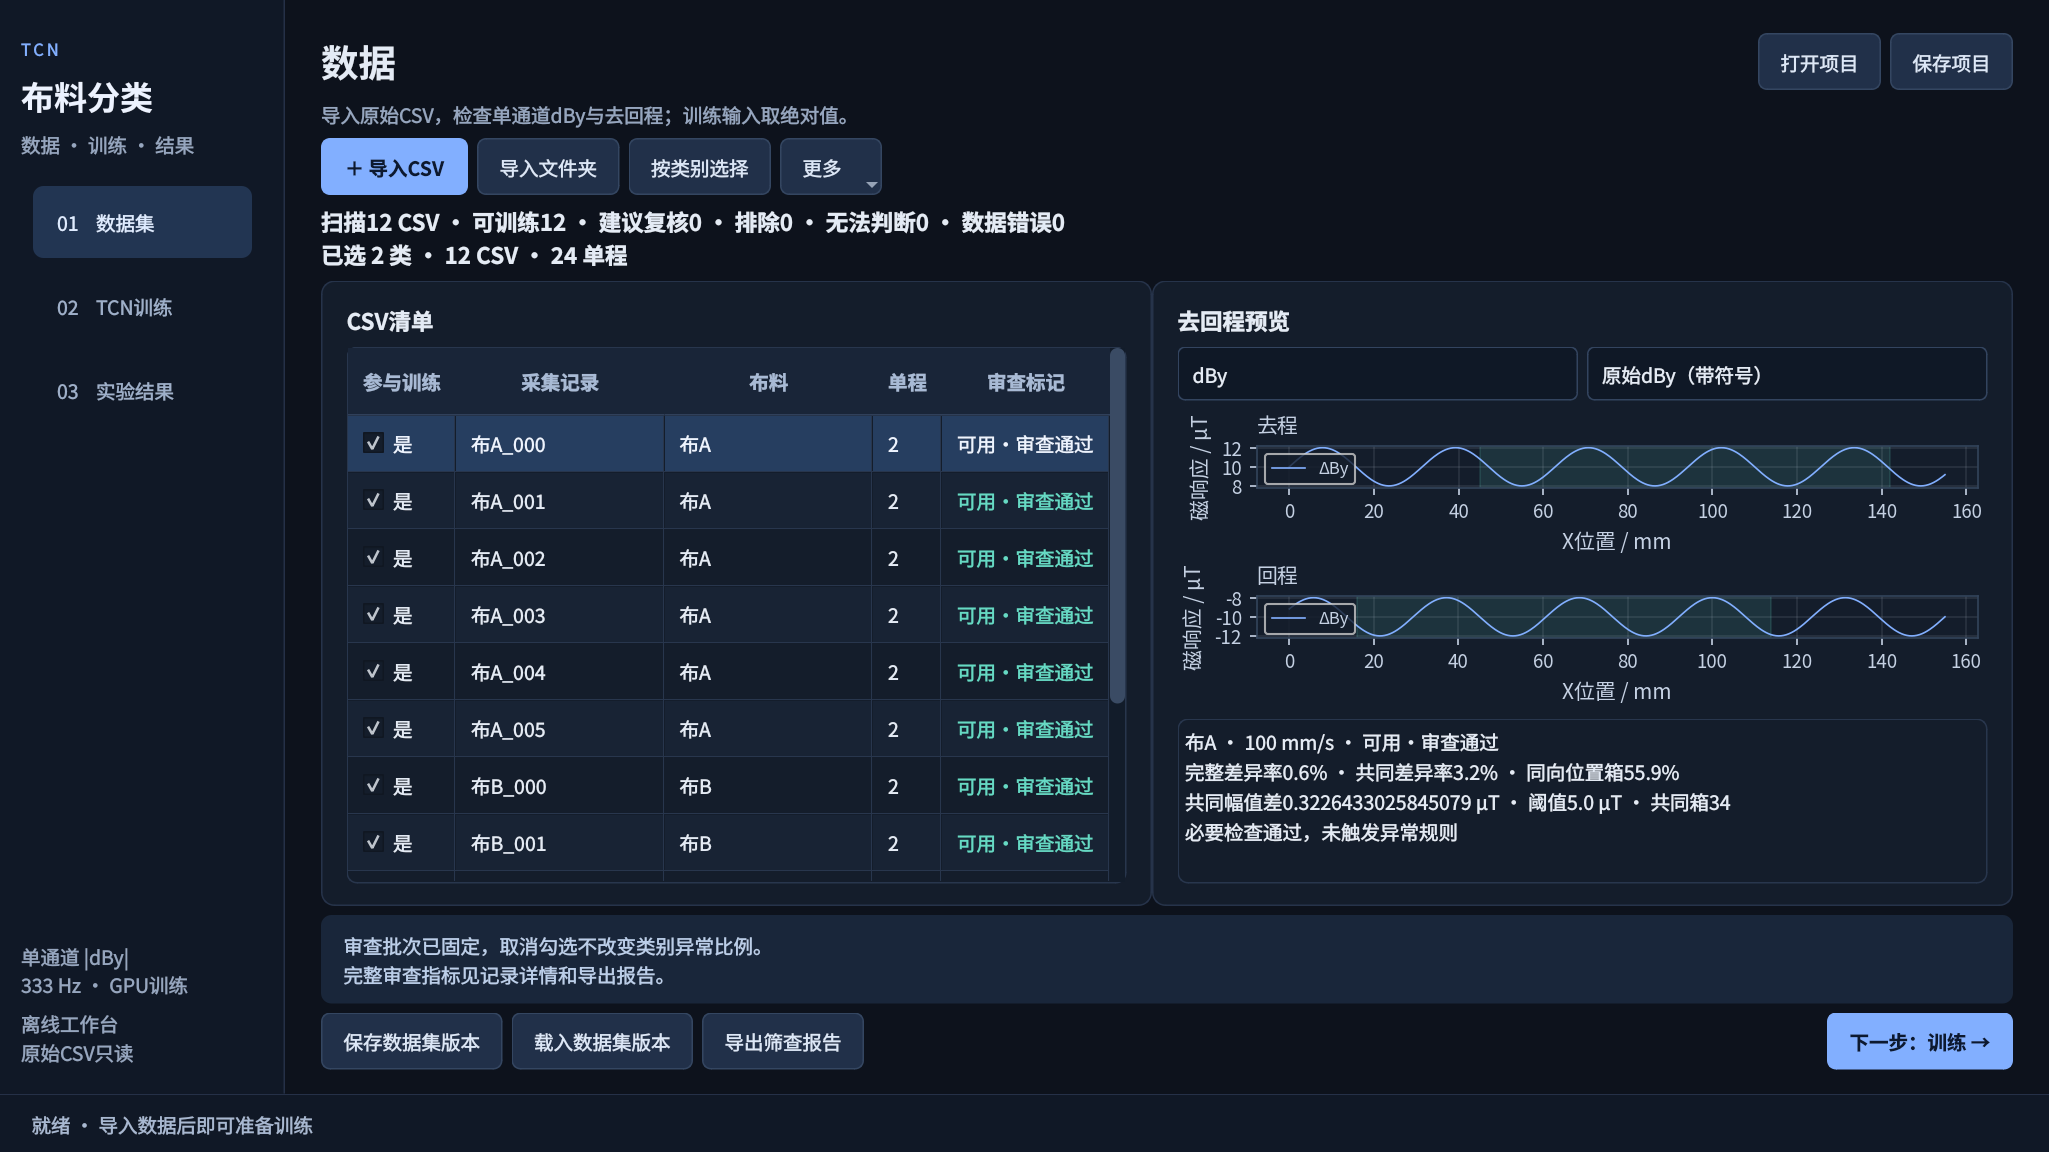 TCN
布料分类
数据 · 训练 · 结果
01 数据集
02 TCN训练
03 实验结果
单通道 |dBy|
333 Hz · GPU训练
离线工作台
原始CSV只读
数据
导入原始CSV，检查单通道dBy与去回程；训练输入取绝对值。
打开项目
保存项目
＋ 导入CSV
导入文件夹
按类别选择
更多
扫描12 CSV · 可训练12 · 建议复核0 · 排除0 · 无法判断0 · 数据错误0
已选 2 类 · 12 CSV · 24 单程
CSV清单
参与训练 采集记录 布料 单程 审查标记
是 布A_000 布A 2 可用·审查通过
是 布A_001 布A 2 可用·审查通过
是 布A_002 布A 2 可用·审查通过
是 布A_003 布A 2 可用·审查通过
是 布A_004 布A 2 可用·审查通过
是 布A_005 布A 2 可用·审查通过
是 布B_000 布B 2 可用·审查通过
是 布B_001 布B 2 可用·审查通过
去回程预览
dBy
原始dBy（带符号）
去程
磁响应 / μT
12
10
8
ΔBy
0 20 40 60 80 100 120 140 160
X位置 / mm
回程
磁响应 / μT
-8
-10
-12
ΔBy
0 20 40 60 80 100 120 140 160
X位置 / mm
布A · 100 mm/s · 可用·审查通过
完整差异率0.6% · 共同差异率3.2% · 同向位置箱55.9%
共同幅值差0.3226433025845079 μT · 阈值5.0 μT · 共同箱34
必要检查通过，未触发异常规则
审查批次已固定，取消勾选不改变类别异常比例。
完整审查指标见记录详情和导出报告。
保存数据集版本
载入数据集版本
导出筛查报告
下一步：训练 →
就绪 · 导入数据后即可准备训练